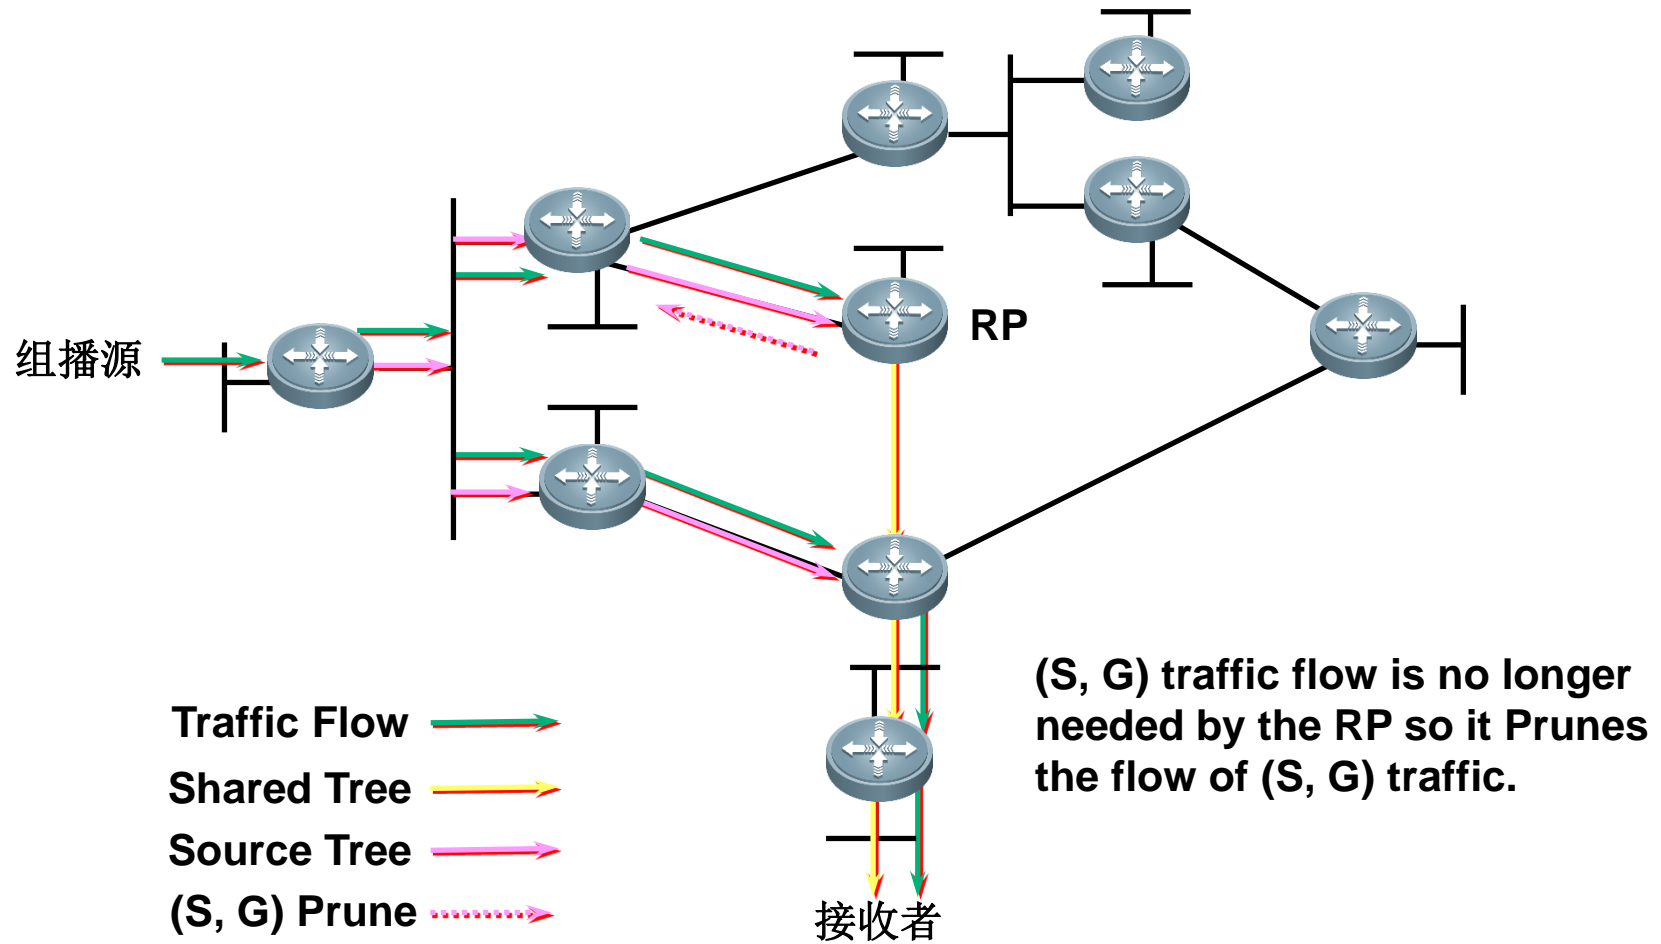 RP
组播源
(S, G) traffic flow is no longer
needed by the RP so it Prunes
the flow of (S, G) traffic.
Traffic Flow
Shared Tree
Source Tree
(S, G) Prune
接收者